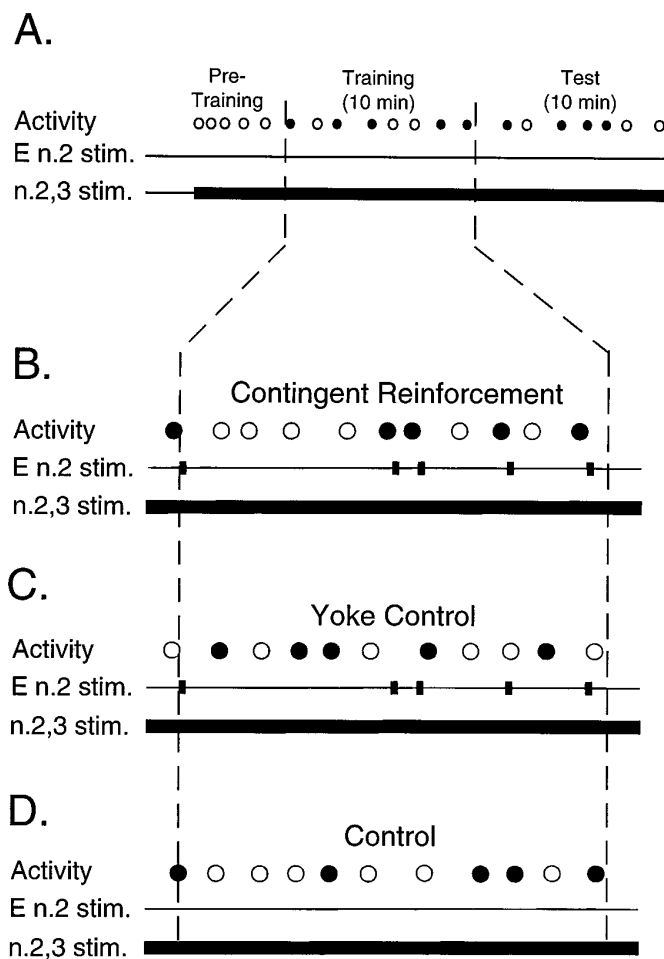 A.
Pre-
Training
Training
(10 min)
Test
(10 min)
Activity
E n.2 stim.
n.2,3 stim.
B.
Contingent Reinforcement
Activity
E n.2 stim.
n.2,3 stim.
C.
Yoke Control
Activity
E n.2 stim.
n.2,3 stim.
D.
Control
Activity
E n.2 stim.
n.2,3 stim.